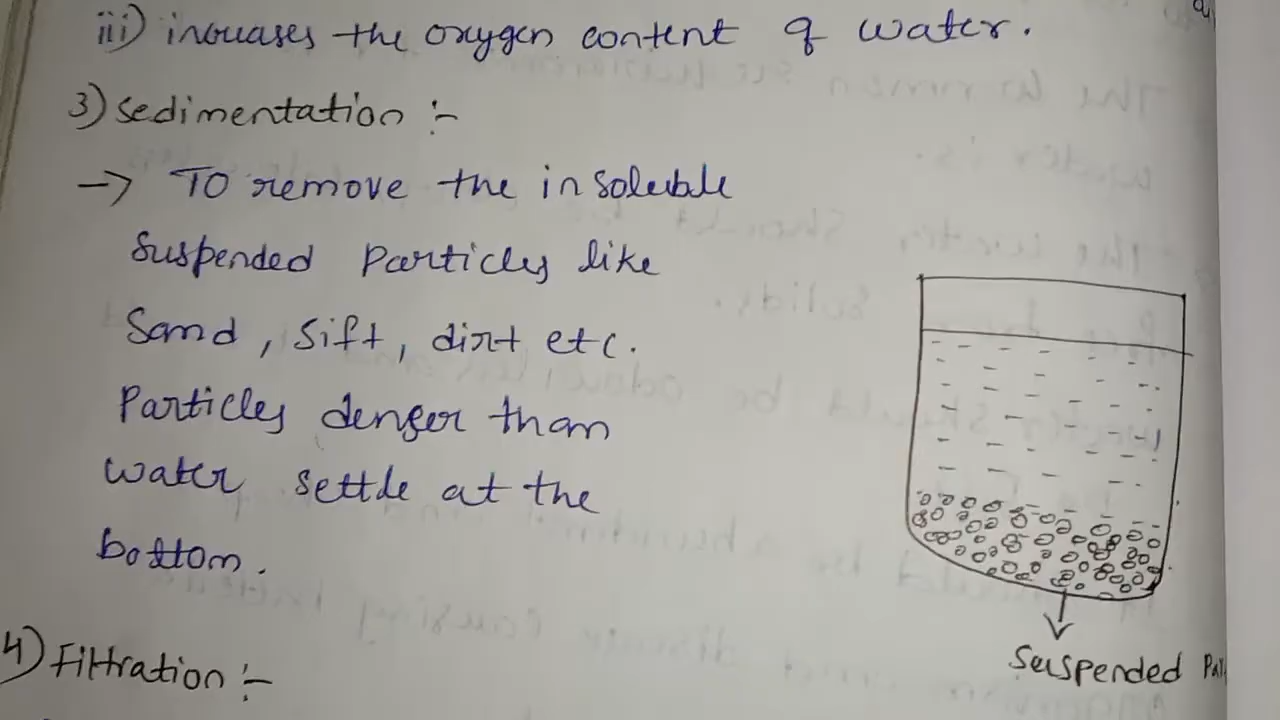 iii) increases the oxygen content of water.
3) Sedimentation :-
→ To remove the insoluble
Suspended Particles like
Sand, Sift, dirt etc.
Particles denser than
water settle at the
bottom.
Suspended Par
4) Filtration :-